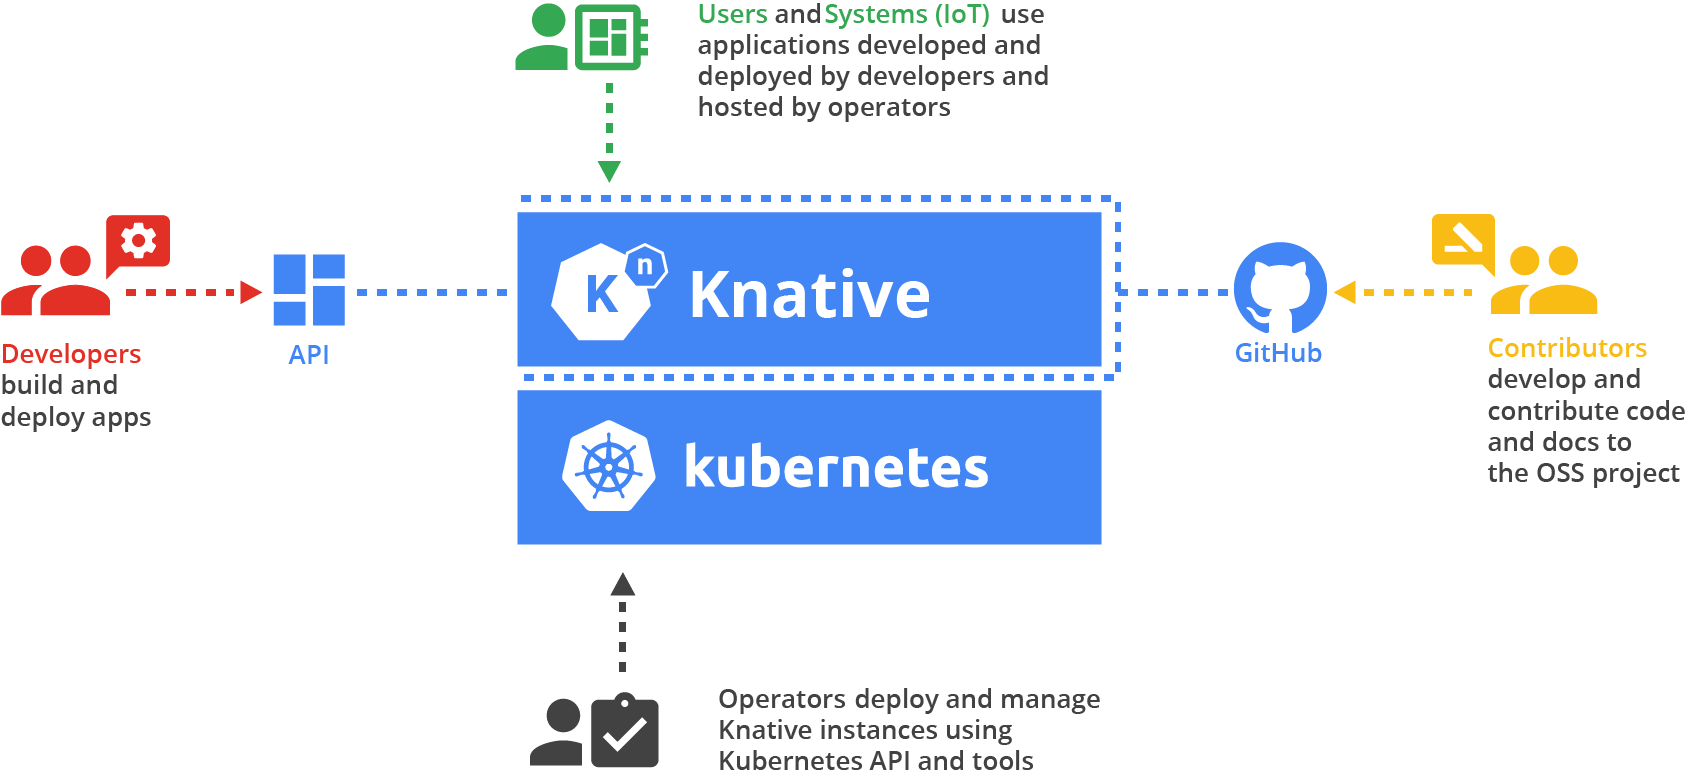 Users and Systems (IoT) use
applications developed and
deployed by developers and
hosted by operators
Developers
build and
deploy apps
API
K
n
Knative
kubernetes
GitHub
Contributors
develop and
contribute code
and docs to
the OSS project
Operators deploy and manage
Knative instances using
Kubernetes API and tools